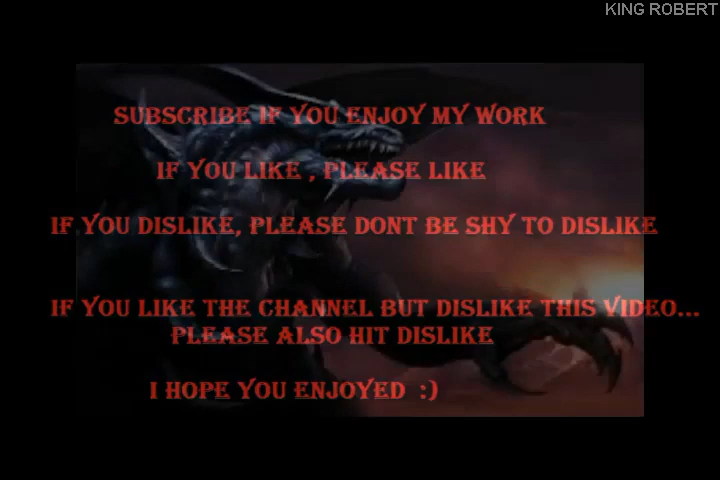 KING ROBERT
SUBSCRIBE IF YOU ENJOY MY WORK
IF YOU LIKE , PLEASE LIKE
IF YOU DISLIKE, PLEASE DONT BE SHY TO DISLIKE
IF YOU LIKE THE CHANNEL BUT DISLIKE THIS VIDEO...
PLEASE ALSO HIT DISLIKE
I HOPE YOU ENJOYED :)